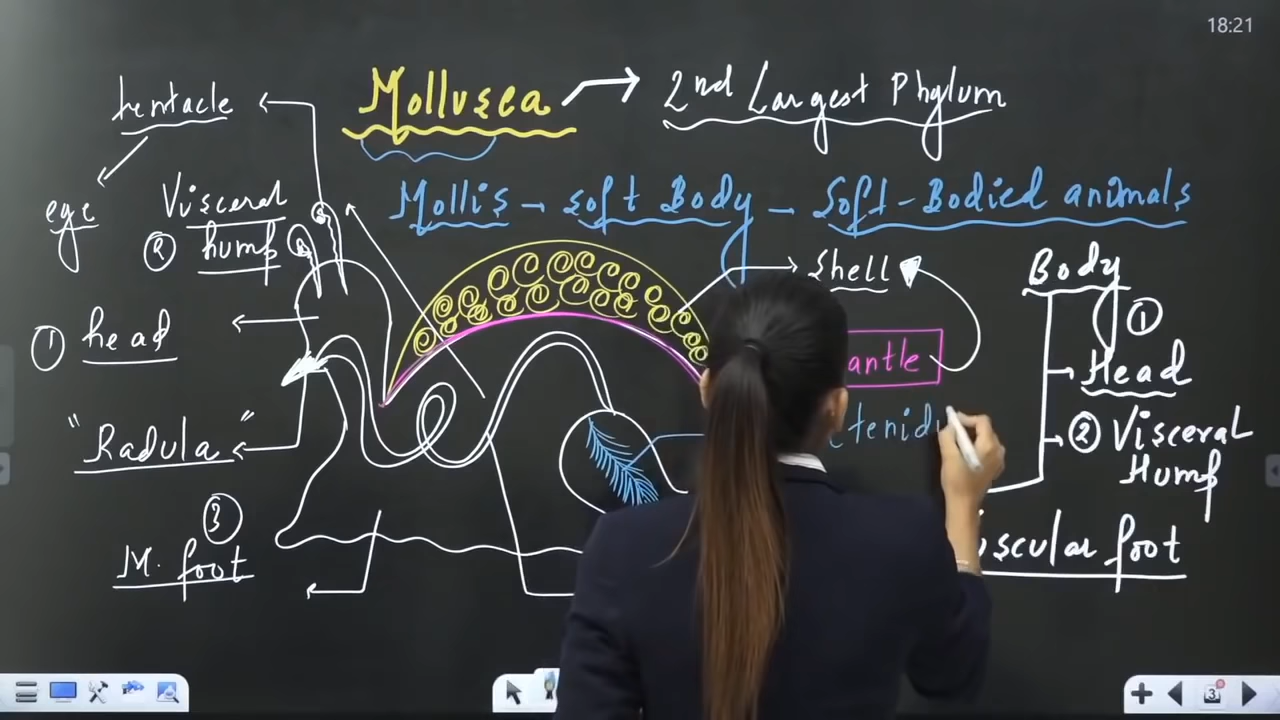 18:21
tentacle
Mollusca → 2nd Largest Phylum
eye
Visceral
② hump
Mollis → soft Body - Soft-Bodied animals
Shell
Body
①
① head
antle
Head
"Radula"
ctenid
② Visceral
Hump
③
M. foot
scular foot
3